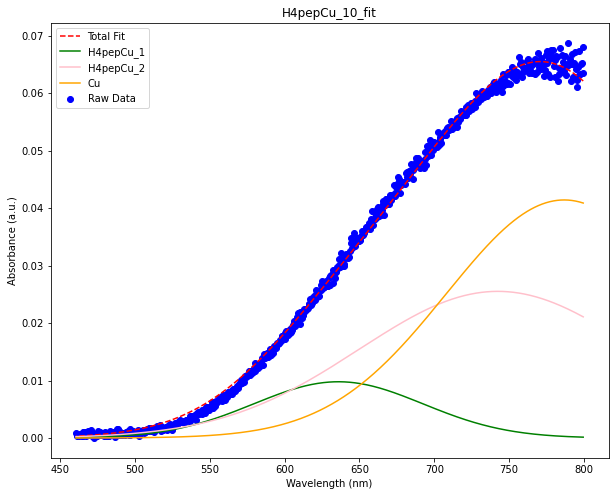 H4pepCu_10_fit
Total Fit
H4pepCu_1
H4pepCu_2
Cu
Raw Data
0.07
0.06
0.05
0.04
0.03
0.02
0.01
0.00
Absorbance (a.u.)
450 500 550 600 650 700 750 800
Wavelength (nm)